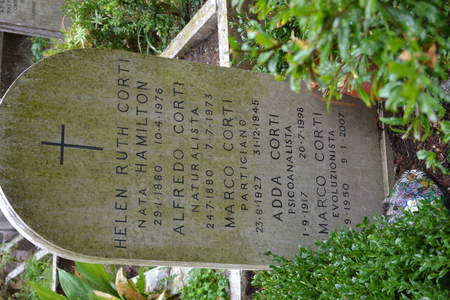 HELEN RUTH CORTI
NATA HAMILTON
29·1·1880 10·4·1976
ALFREDO CORTI
NATURALISTA
24·7·1880 7·7·1973
MARCO CORTI
PARTIGIANO
23·8·1927 31·12·1945
ADDA CORTI
PSICOANALISTA
1·9·1917 20·7·1998
MARCO CORTI
EVOLUZIONISTA
9·1950 9·1·2007